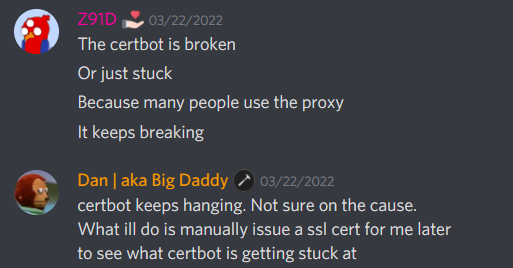 Z91D 03/22/2022
The certbot is broken
Or just stuck
Because many people use the proxy
It keeps breaking
Dan | aka Big Daddy 03/22/2022
certbot keeps hanging. Not sure on the cause.
What ill do is manually issue a ssl cert for me later
to see what certbot is getting stuck at